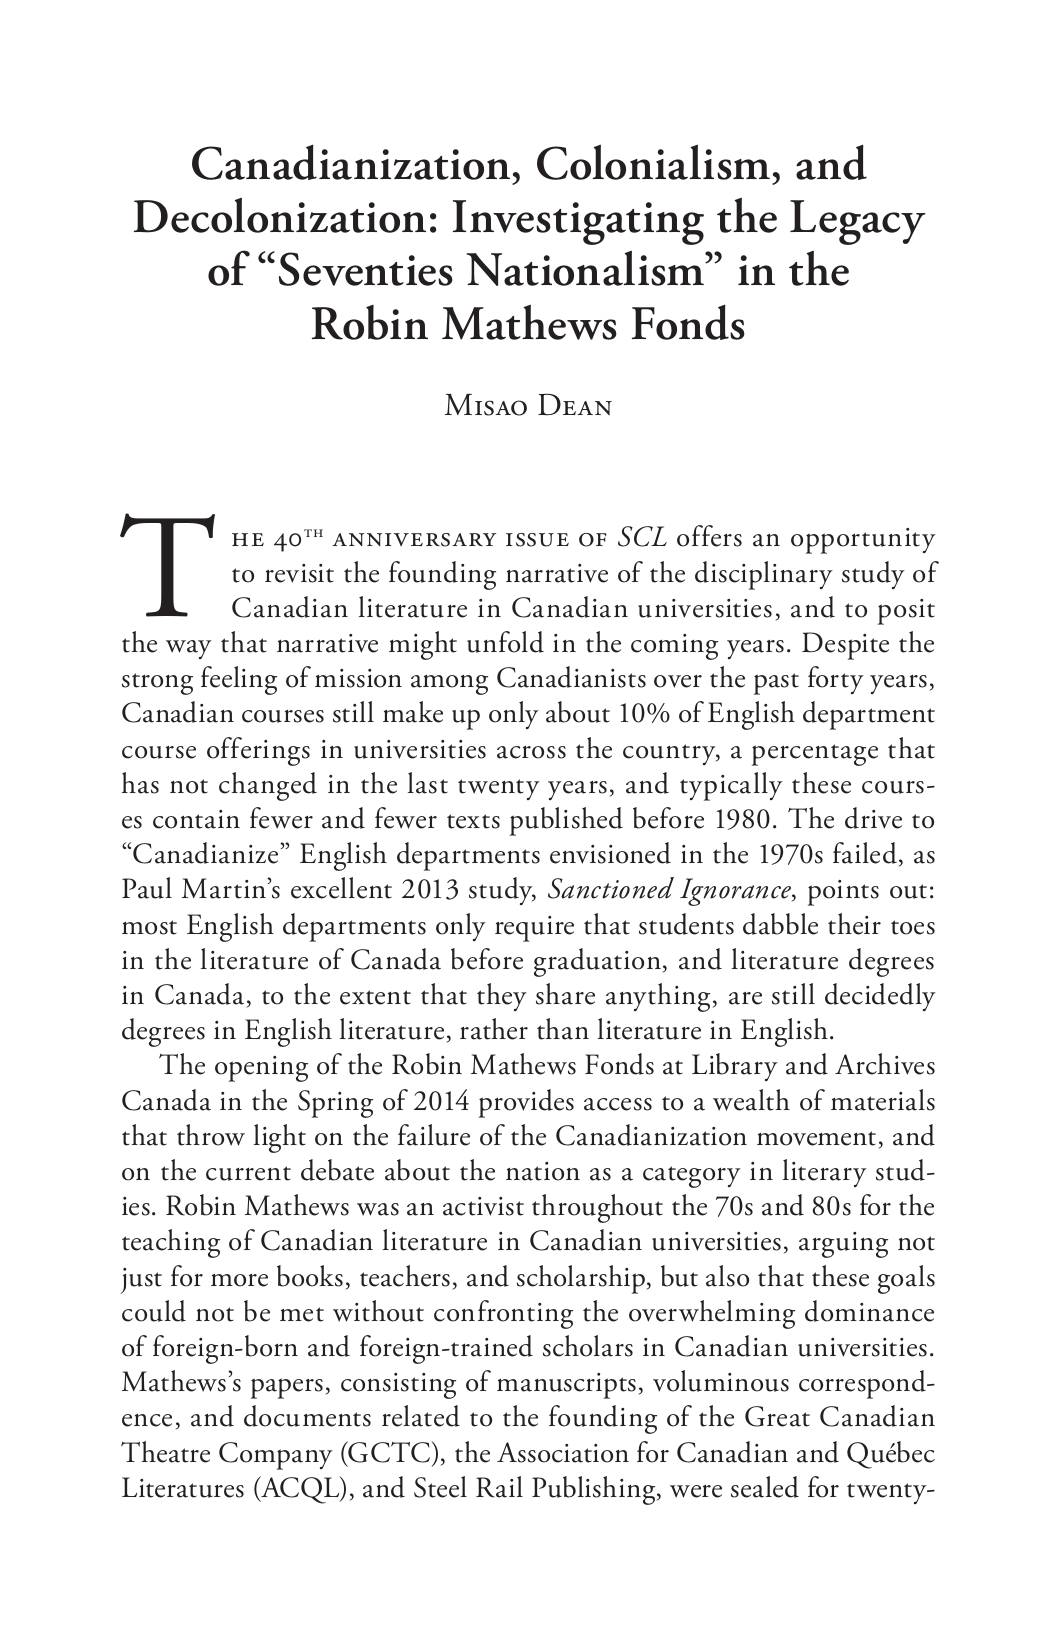 Canadianization, Colonialism, and
Decolonization: Investigating the Legacy
of “Seventies Nationalism” in the
Robin Mathews Fonds
Misao Dean
The 40th anniversary issue of SCL offers an opportunity
to revisit the founding narrative of the disciplinary study of
Canadian literature in Canadian universities, and to posit
the way that narrative might unfold in the coming years. Despite the
strong feeling of mission among Canadianists over the past forty years,
Canadian courses still make up only about 10% of English department
course offerings in universities across the country, a percentage that
has not changed in the last twenty years, and typically these cours-
es contain fewer and fewer texts published before 1980. The drive to
“Canadianize” English departments envisioned in the 1970s failed, as
Paul Martin’s excellent 2013 study, Sanctioned Ignorance, points out:
most English departments only require that students dabble their toes
in the literature of Canada before graduation, and literature degrees
in Canada, to the extent that they share anything, are still decidedly
degrees in English literature, rather than literature in English.
The opening of the Robin Mathews Fonds at Library and Archives
Canada in the Spring of 2014 provides access to a wealth of materials
that throw light on the failure of the Canadianization movement, and
on the current debate about the nation as a category in literary stud-
ies. Robin Mathews was an activist throughout the 70s and 80s for the
teaching of Canadian literature in Canadian universities, arguing not
just for more books, teachers, and scholarship, but also that these goals
could not be met without confronting the overwhelming dominance
of foreign-born and foreign-trained scholars in Canadian universities.
Mathews’s papers, consisting of manuscripts, voluminous correspond-
ence, and documents related to the founding of the Great Canadian
Theatre Company (GCTC), the Association for Canadian and Québec
Literatures (ACQL), and Steel Rail Publishing, were sealed for twenty-